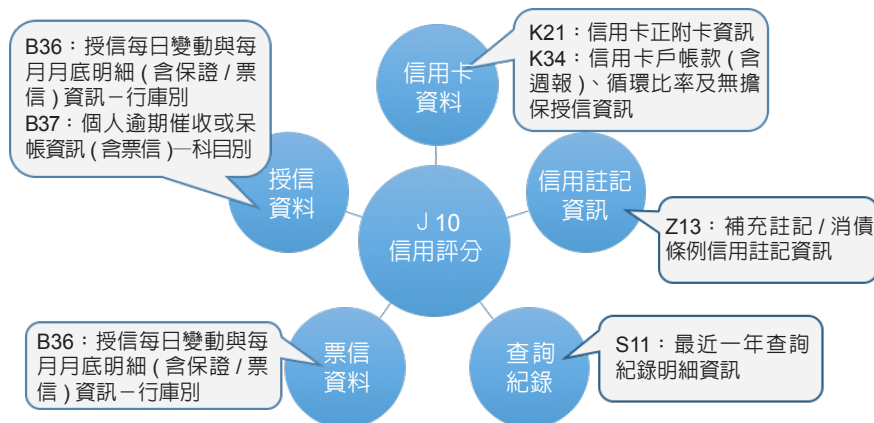 B36：授信每日變動與每
月月底明細 ( 含保證 / 票
信 ) 資訊－行庫別
B37：個人逾期催收或呆
帳資訊 ( 含票信 )—科目別
信用卡
資料
K21：信用卡正附卡資訊
K34：信用卡戶帳款 ( 含
週報 )、循環比率及無擔
保授信資訊
授信
資料
J 10
信用評分
信用註記
資訊
Z13：補充註記 / 消債
條例信用註記資訊
B36：授信每日變動與每
月月底明細 ( 含保證 / 票
信 ) 資訊－行庫別
票信
資料
查詢
紀錄
S11：最近一年查詢
紀錄明細資訊